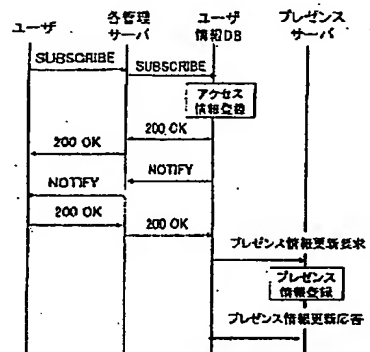 ユーザ
各管理
サーバ
ユーザ
情報DB
プレゼンス
サーバ
SUBSCRIBE
SUBSCRIBE
アクセス
情報登録
200 OK
200 OK
NOTIFY
NOTIFY
200 OK
200 OK
プレゼンス情報更新要求
プレゼンス
情報登録
プレゼンス情報更新応答